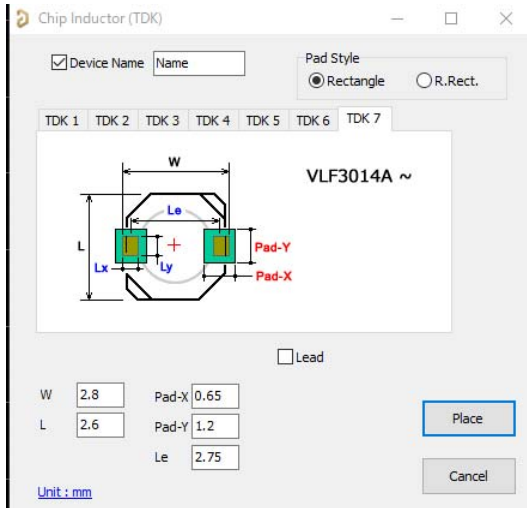 Chip Inductor (TDK)
Device Name Name
Pad Style
Rectangle R.Rect.
TDK 1 TDK 2 TDK 3 TDK 4 TDK 5 TDK 6 TDK 7
W
VLF3014A ~
Le
L
Pad-Y
Lx Ly
Pad-X
Lead
W 2.8 Pad-X 0.65
L 2.6 Pad-Y 1.2
Place
Le 2.75
Cancel
Unit : mm